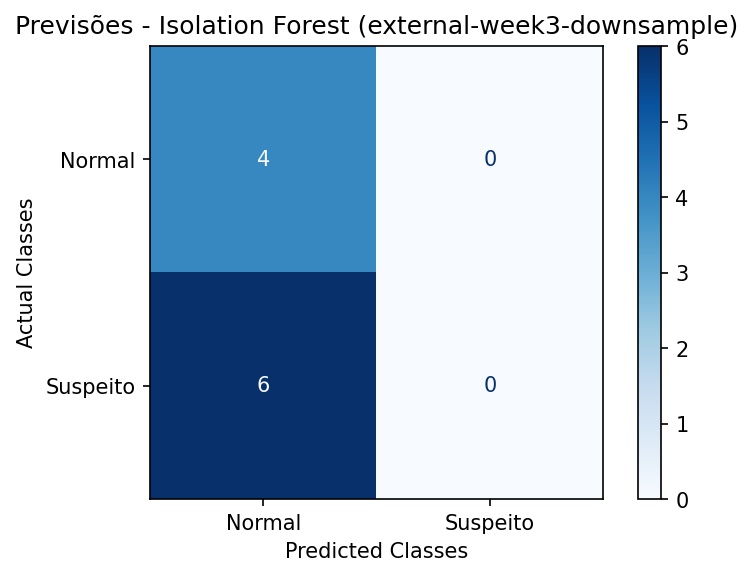 Previsões - Isolation Forest (external-week3-downsample)
Actual Classes
Normal
Suspeito
4
0
6
0
Normal
Suspeito
Predicted Classes
6
5
4
3
2
1
0